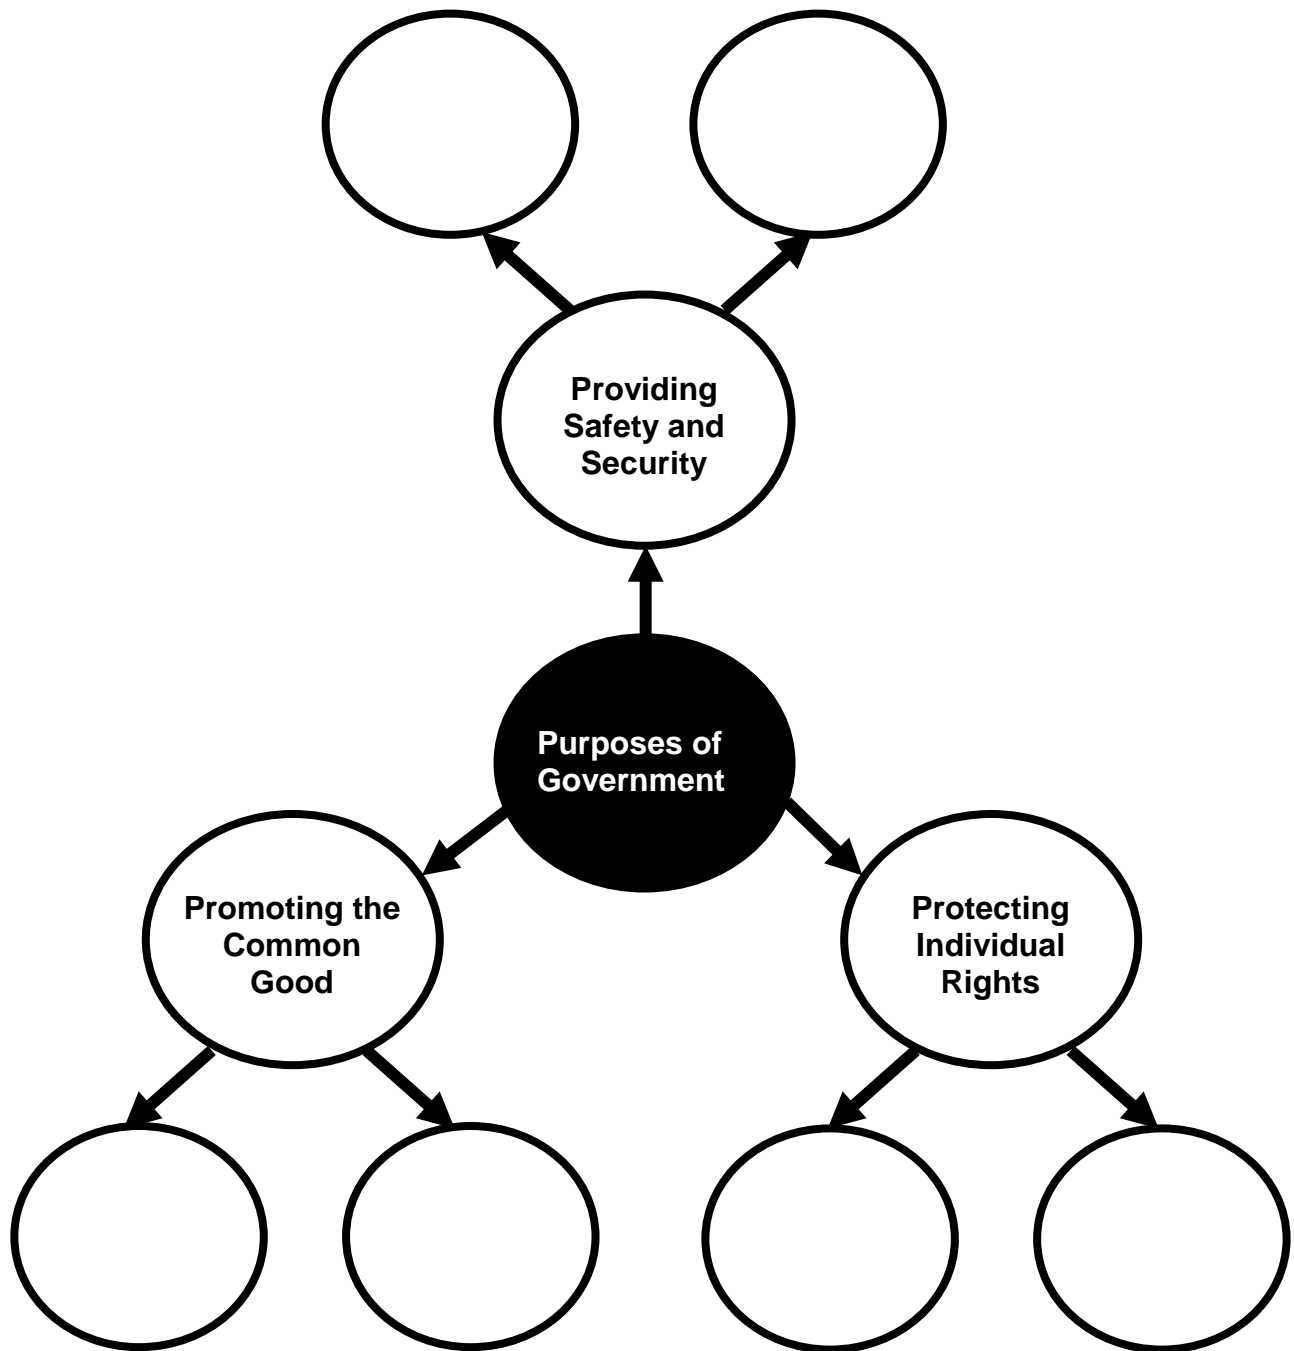 Providing
Safety and
Security
Purposes of
Government
Promoting the
Common
Good
Protecting
Individual
Rights